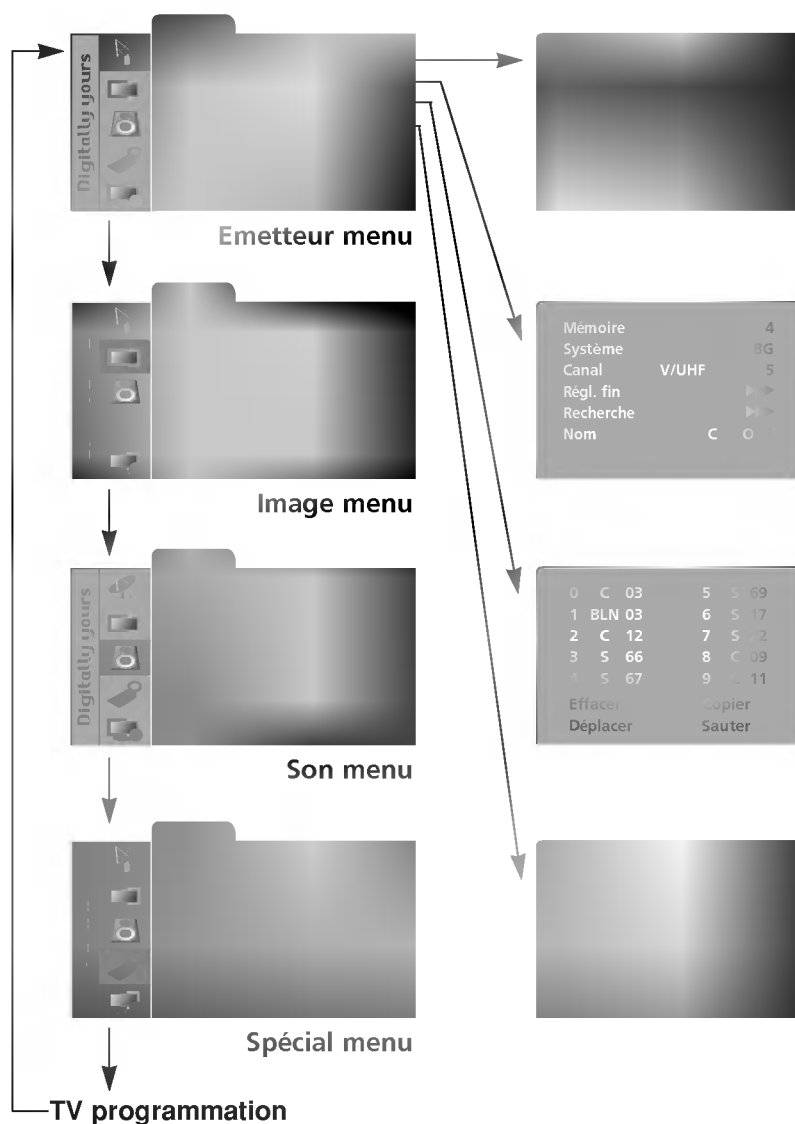 Digitally yours
Emetteur menu
Mémoire 4
Système BG
Canal V/UHF 5
Régl. fin
Recherche
Nom C O
Image menu
Digitally yours
0 C 03 5 S 69
1 BLN 03 6 S 17
2 C 12 7 S 2
3 S 66 8 C 09
4 S 67 9 11
Effacer Copier
Déplacer Sauter
Son menu
Spécial menu
TV programmation